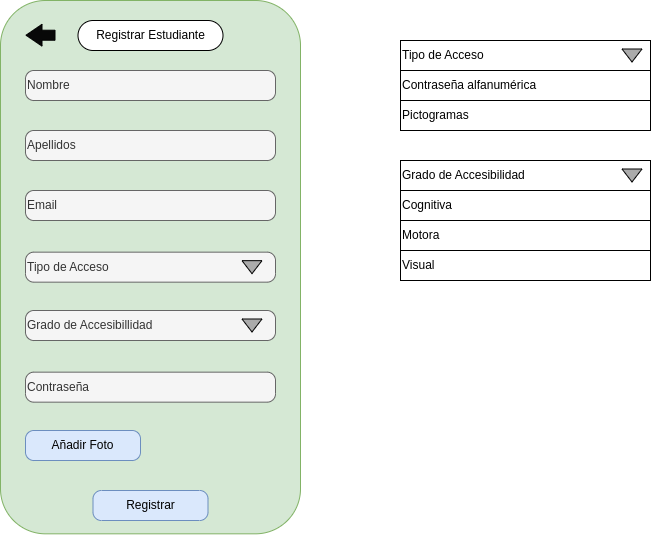 Registrar Estudiante
Nombre
Apellidos
Email
Tipo de Acceso
Grado de Accesibillidad
Contraseña
Añadir Foto
Registrar
Tipo de Acceso
Contraseña alfanumérica
Pictogramas
Grado de Accesibilidad
Cognitiva
Motora
Visual